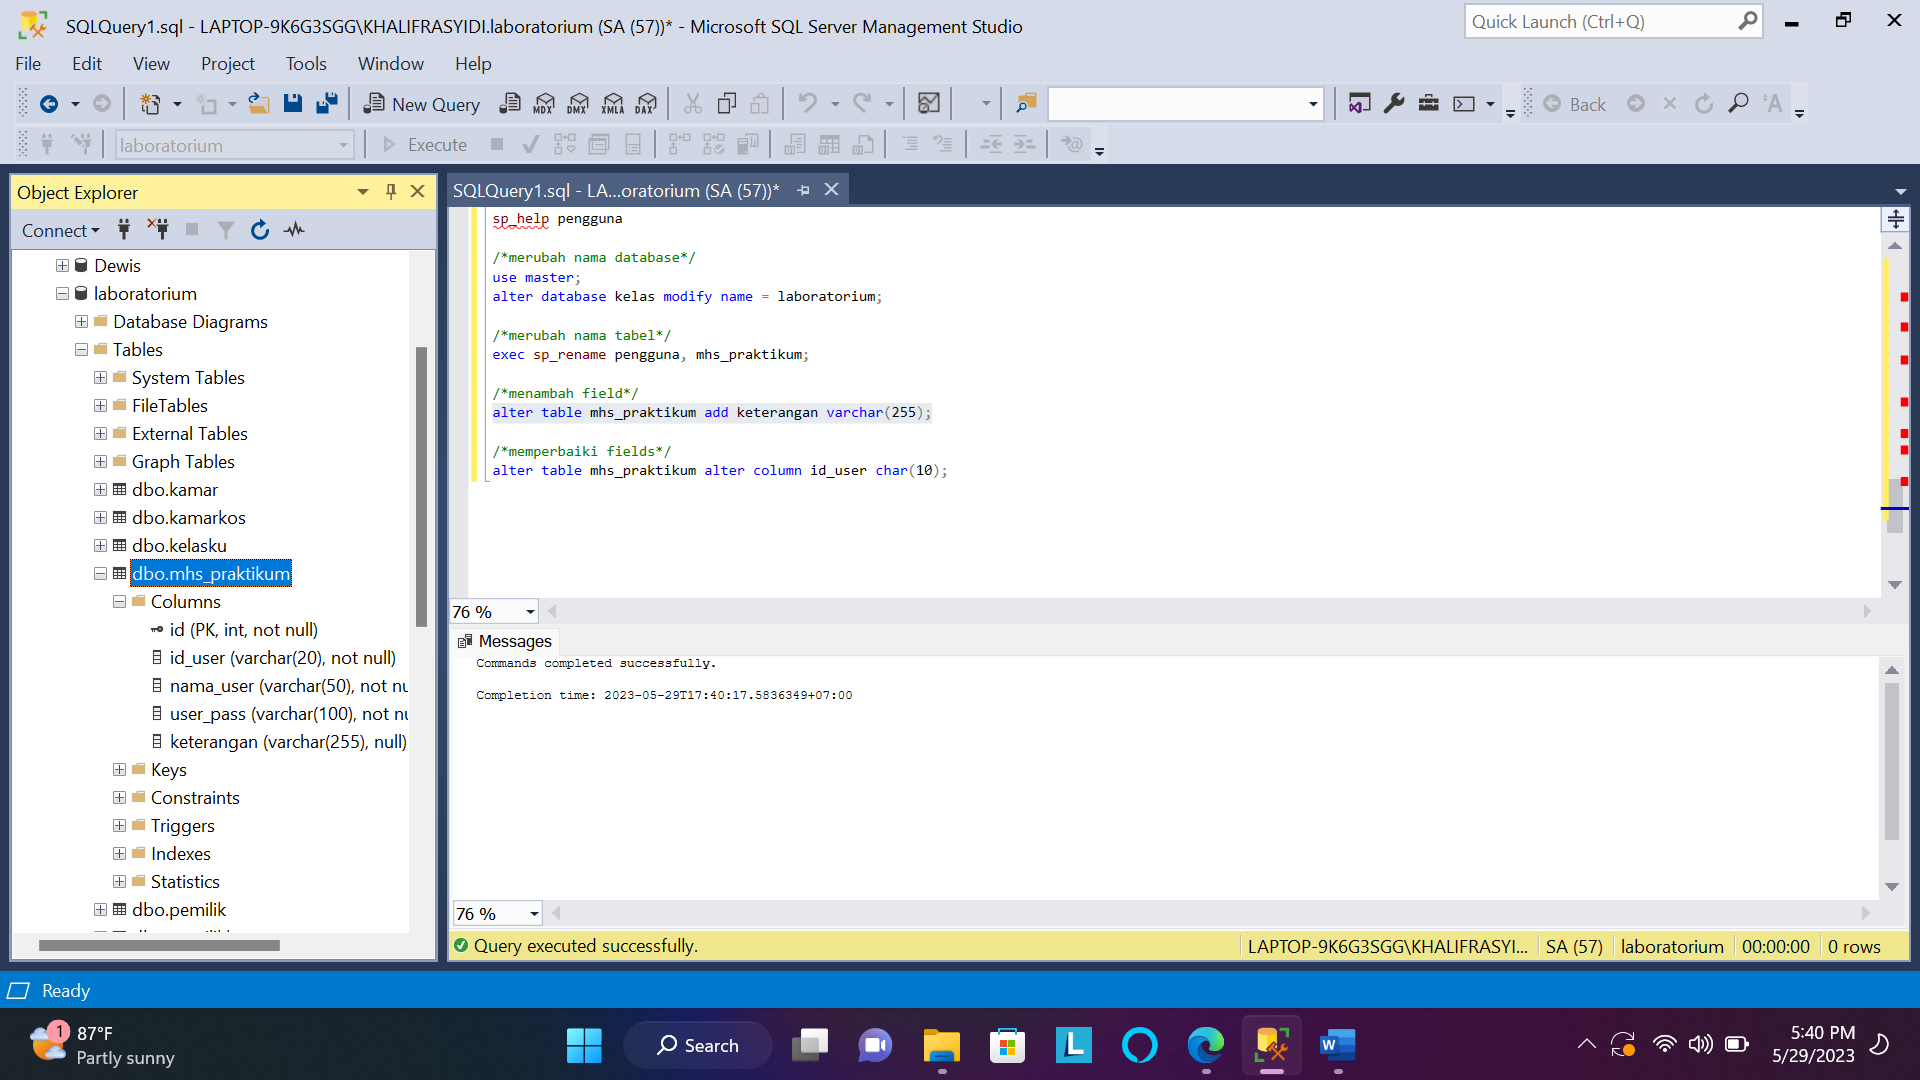 SQLQuery1.sql - LAPTOP-9K6G3SGG\KHALIFRASYIDI.laboratorium (SA (57))* - Microsoft SQL Server Management Studio
Quick Launch (Ctrl+Q)
File Edit View Project Tools Window Help
New Query MDX DMX XMLA DAX Back
laboratorium Execute
Object Explorer
Connect
Dewis
laboratorium
Database Diagrams
Tables
System Tables
FileTables
External Tables
Graph Tables
dbo.kamar
dbo.kamarkos
dbo.kelasku
dbo.mhs_praktikum
Columns
id (PK, int, not null)
id_user (varchar(20), not null)
nama_user (varchar(50), not nu
user_pass (varchar(100), not nu
keterangan (varchar(255), null)
Keys
Constraints
Triggers
Indexes
Statistics
dbo.pemilik
SQLQuery1.sql - LA...oratorium (SA (57))*
sp_help pengguna
/*merubah nama database*/
use master;
alter database kelas modify name = laboratorium;
/*merubah nama tabel*/
exec sp_rename pengguna, mhs_praktikum;
/*menambah field*/
alter table mhs_praktikum add keterangan varchar(255);
/*memperbaiki fields*/
alter table mhs_praktikum alter column id_user char(10);
76 %
Messages
Commands completed successfully.
Completion time: 2023-05-29T17:40:17.5836349+07:00
76 %
Query executed successfully. LAPTOP-9K6G3SGG\KHALIFRASYI... SA (57) laboratorium 00:00:00 0 rows
Ready
1
87°F
Partly sunny
Search
L
W
5:40 PM
5/29/2023